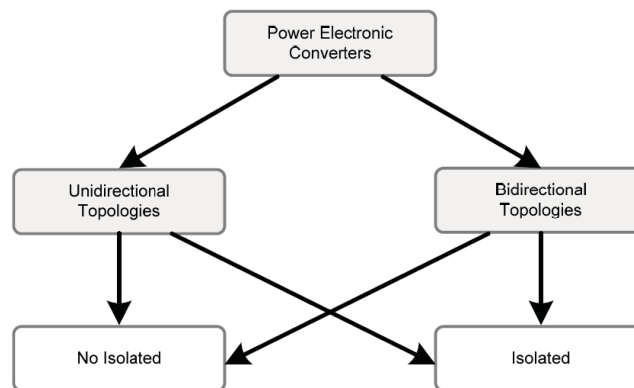 Power Electronic
Converters
Unidirectional
Topologies
Bidirectional
Topologies
No Isolated
Isolated